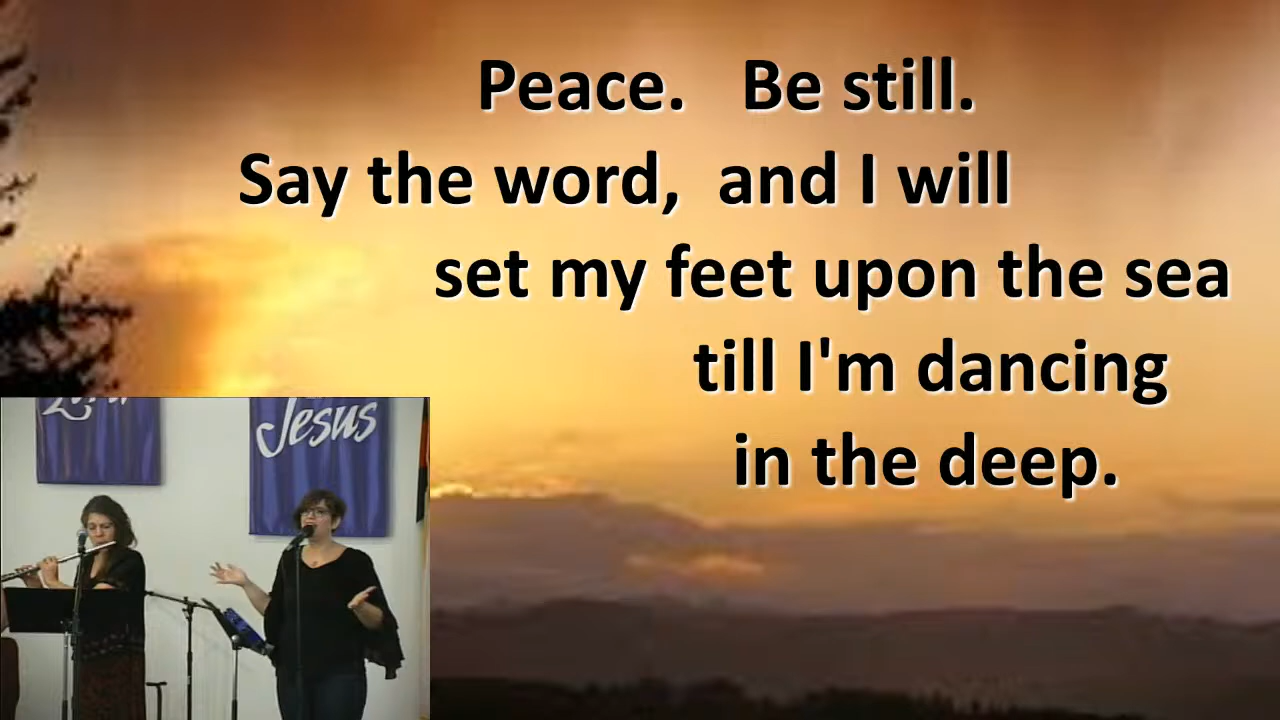 Peace. Be still.
Say the word, and I will
set my feet upon the sea
till I'm dancing
in the deep.
Lord
Jesus